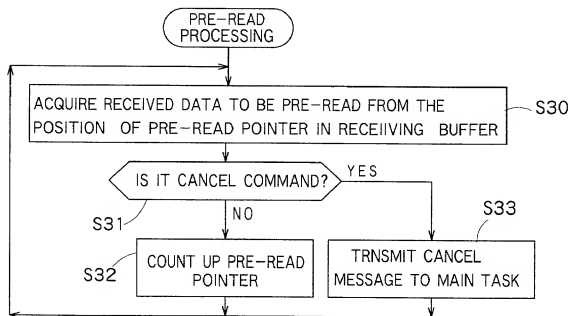 PRE-READ
PROCESSING
ACQUIRE RECEIVED DATA TO BE PRE-READ FROM THE
POSITION OF PRE-READ POINTER IN RECEIIVING BUFFER
S30
IS IT CANCEL COMMAND?
YES
S31
NO
S33
S32
COUNT UP PRE-READ
POINTER
TRNSMIT CANCEL
MESSAGE TO MAIN TASK